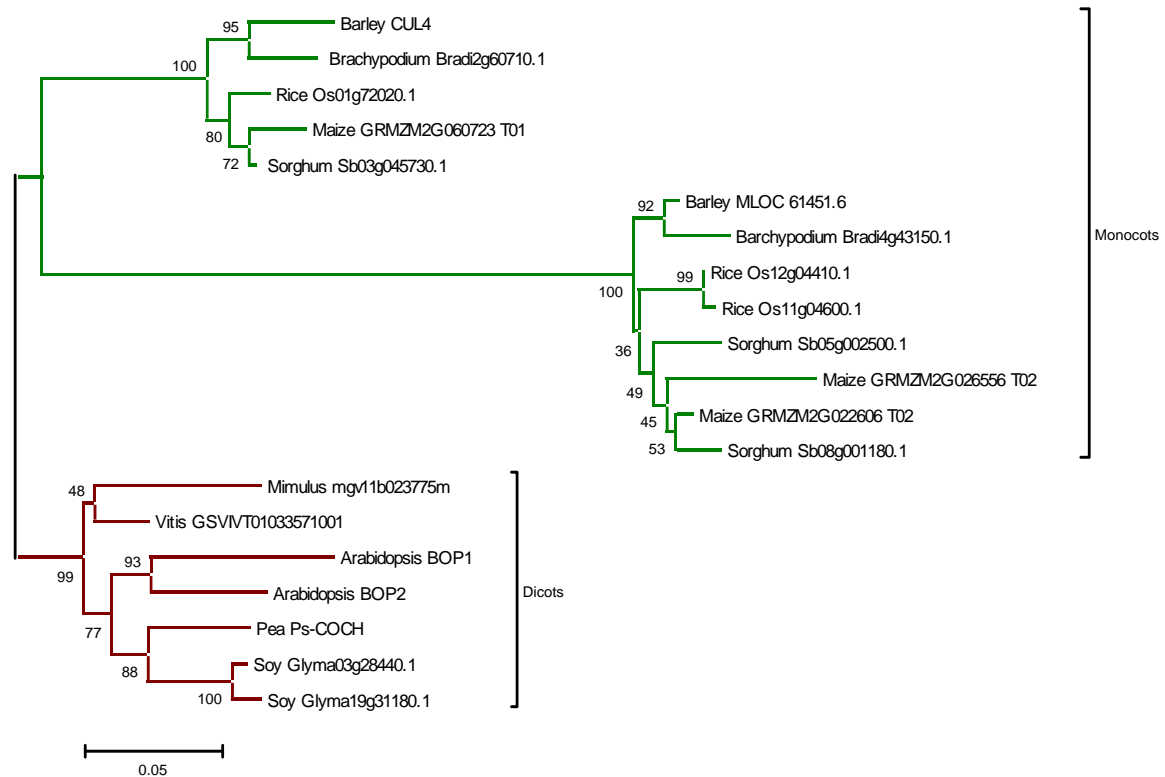 95
Barley CUL4
Brachypodium Bradi2g60710.1
100
Rice Os01g72020.1
80
Maize GRMZM2G060723 T01
72
Sorghum Sb03g045730.1
92
Barley MLOC 61451.6
Barchypodium Bradi4g43150.1
Monocots
99
Rice Os12g04410.1
100
Rice Os11g04600.1
36
Sorghum Sb05g002500.1
49
Maize GRMZM2G026556 T02
45
Maize GRMZM2G022606 T02
53
Sorghum Sb08g001180.1
48
Mimulus mgv11b023775m
Vitis GSVIVT01033571001
93
Arabidopsis BOP1
99
Arabidopsis BOP2
Dicots
77
Pea Ps-COCH
88
Soy Glyma03g28440.1
100
Soy Glyma19g31180.1
0.05